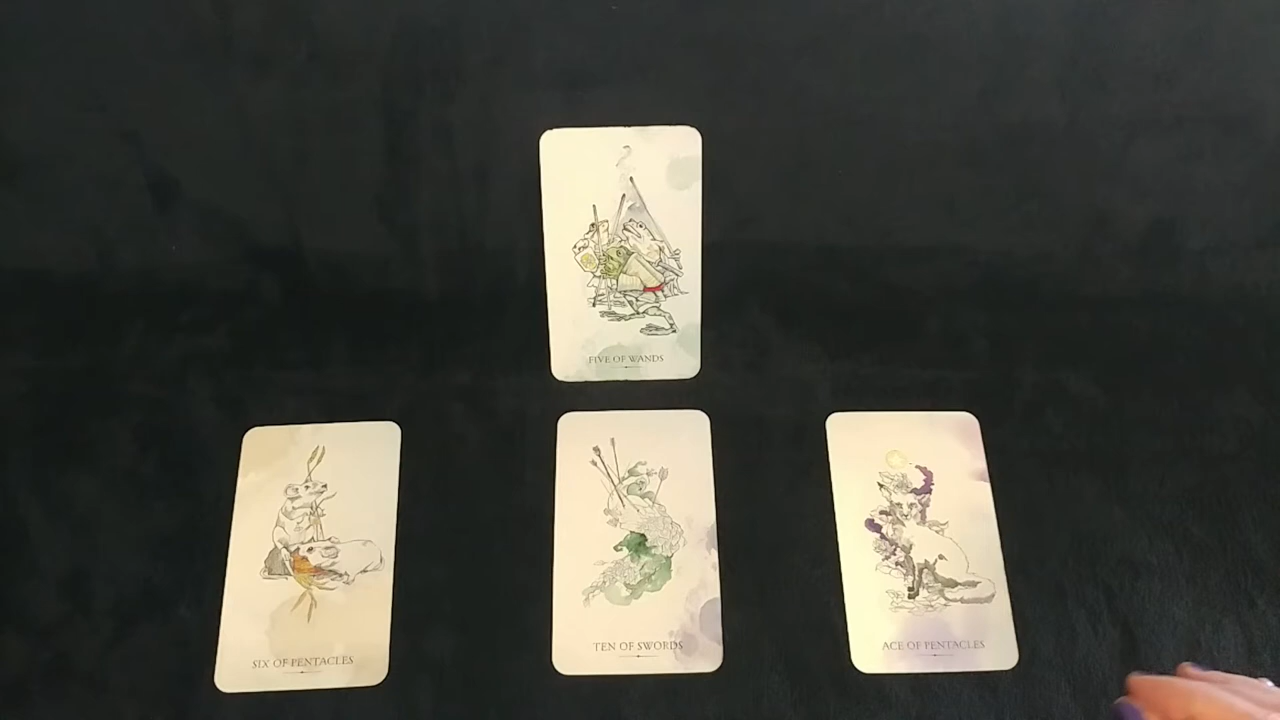 FIVE OF WANDS
SIX OF PENTACLES
TEN OF SWORDS
ACE OF PENTACLES